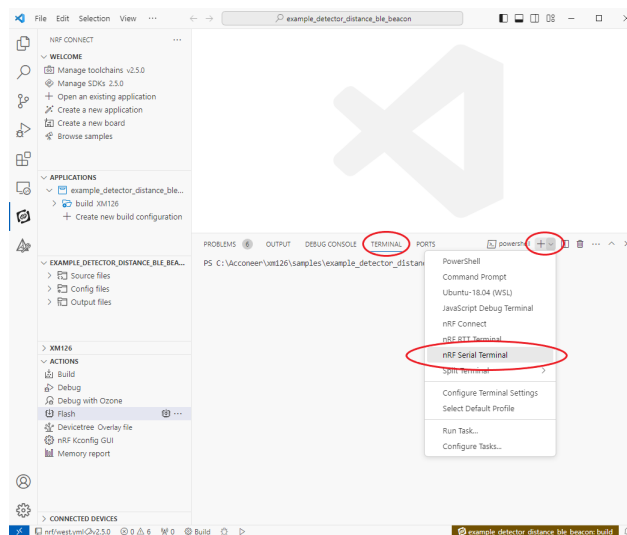 File Edit Selection View ···
example_detector_distance_ble_beacon
NRF CONNECT
WELCOME
Manage toolchains v2.5.0
Manage SDKs 2.5.0
Open an existing application
Create a new application
Create a new board
Browse samples
APPLICATIONS
example_detector_distance_ble...
build XM126
Create new build configuration
EXAMPLE_DETECTOR_DISTANCE_BLE_BEA...
Source files
Config files
Output files
XM126
ACTIONS
Build
Debug
Debug with Ozone
Flash
Devicetree Overlay file
nRF Kconfig GUI
Memory report
CONNECTED DEVICES
PROBLEMS 6 OUTPUT DEBUG CONSOLE TERMINAL PORTS powershell
PS C:\Acconeer\xm126\samples\example_detector_distanc
PowerShell
Command Prompt
Ubuntu-18.04 (WSL)
JavaScript Debug Terminal
nRF Connect
nRF RTT Terminal
nRF Serial Terminal
Split Terminal
Configure Terminal Settings
Select Default Profile
Run Task...
Configure Tasks...
nrf/west.yml v2.5.0 0 6 0 Build example_detector_distance_ble_beacon: build